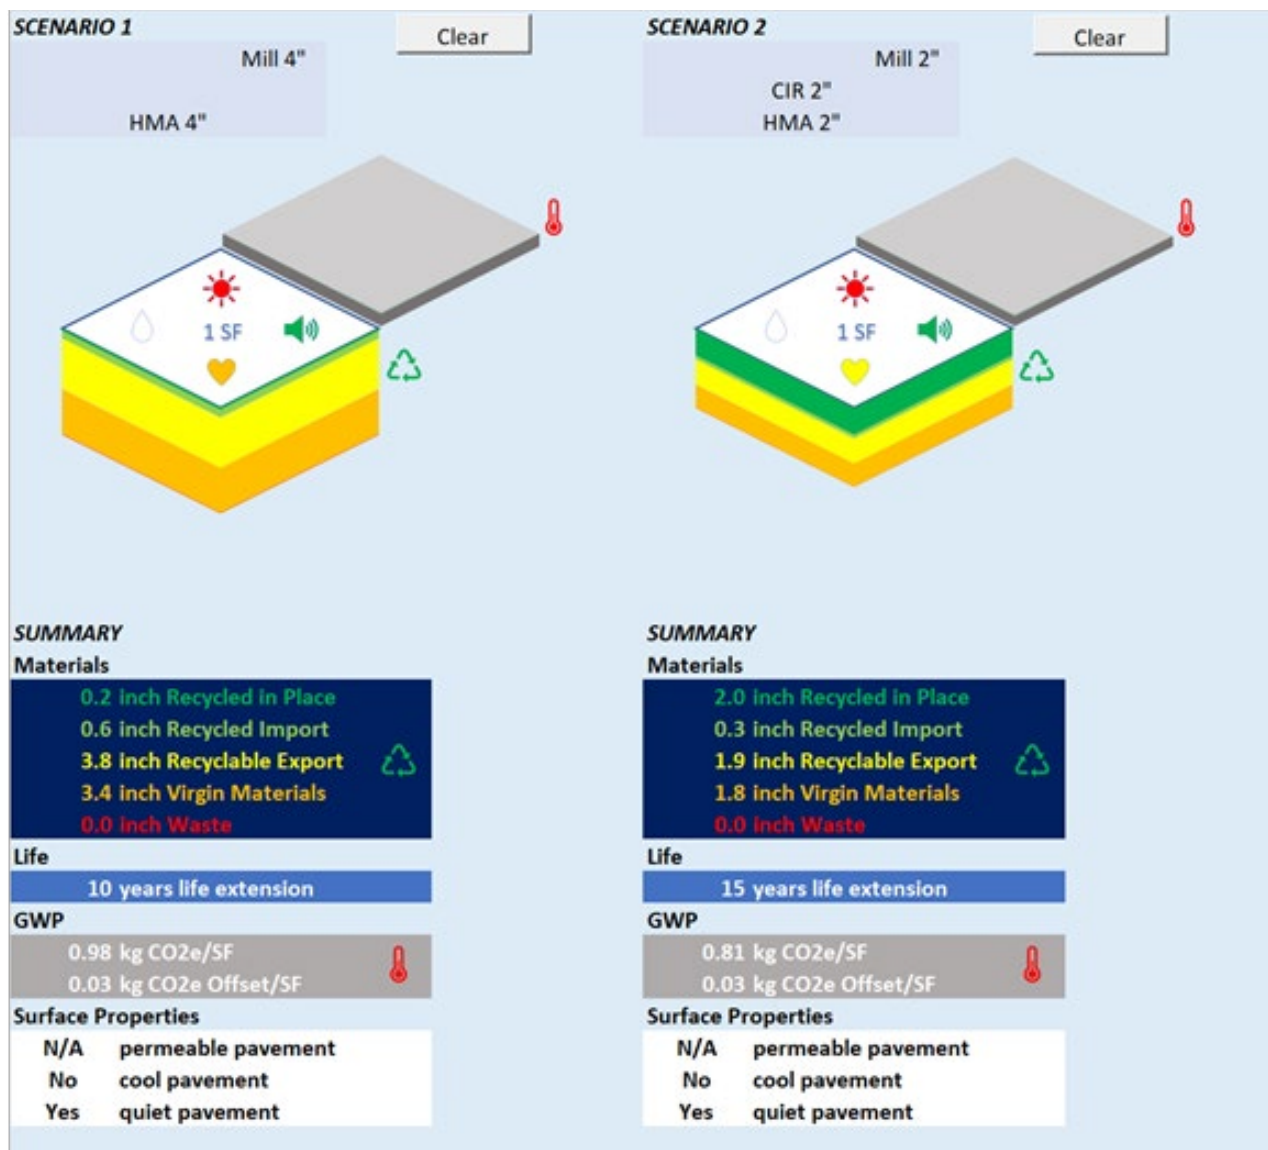 SCENARIO 1
Clear
Mill 4"
HMA 4"
1 SF
SUMMARY
Materials
0.2 inch Recycled in Place
0.6 inch Recycled Import
3.8 inch Recyclable Export
3.4 inch Virgin Materials
0.0 inch Waste
Life
10 years life extension
GWP
0.98 kg CO2e/SF
0.03 kg CO2e Offset/SF
Surface Properties
N/A permeable pavement
No cool pavement
Yes quiet pavement
SCENARIO 2
Clear
Mill 2"
CIR 2"
HMA 2"
1 SF
SUMMARY
Materials
2.0 inch Recycled in Place
0.3 inch Recycled Import
1.9 inch Recyclable Export
1.8 inch Virgin Materials
0.0 inch Waste
Life
15 years life extension
GWP
0.81 kg CO2e/SF
0.03 kg CO2e Offset/SF
Surface Properties
N/A permeable pavement
No cool pavement
Yes quiet pavement